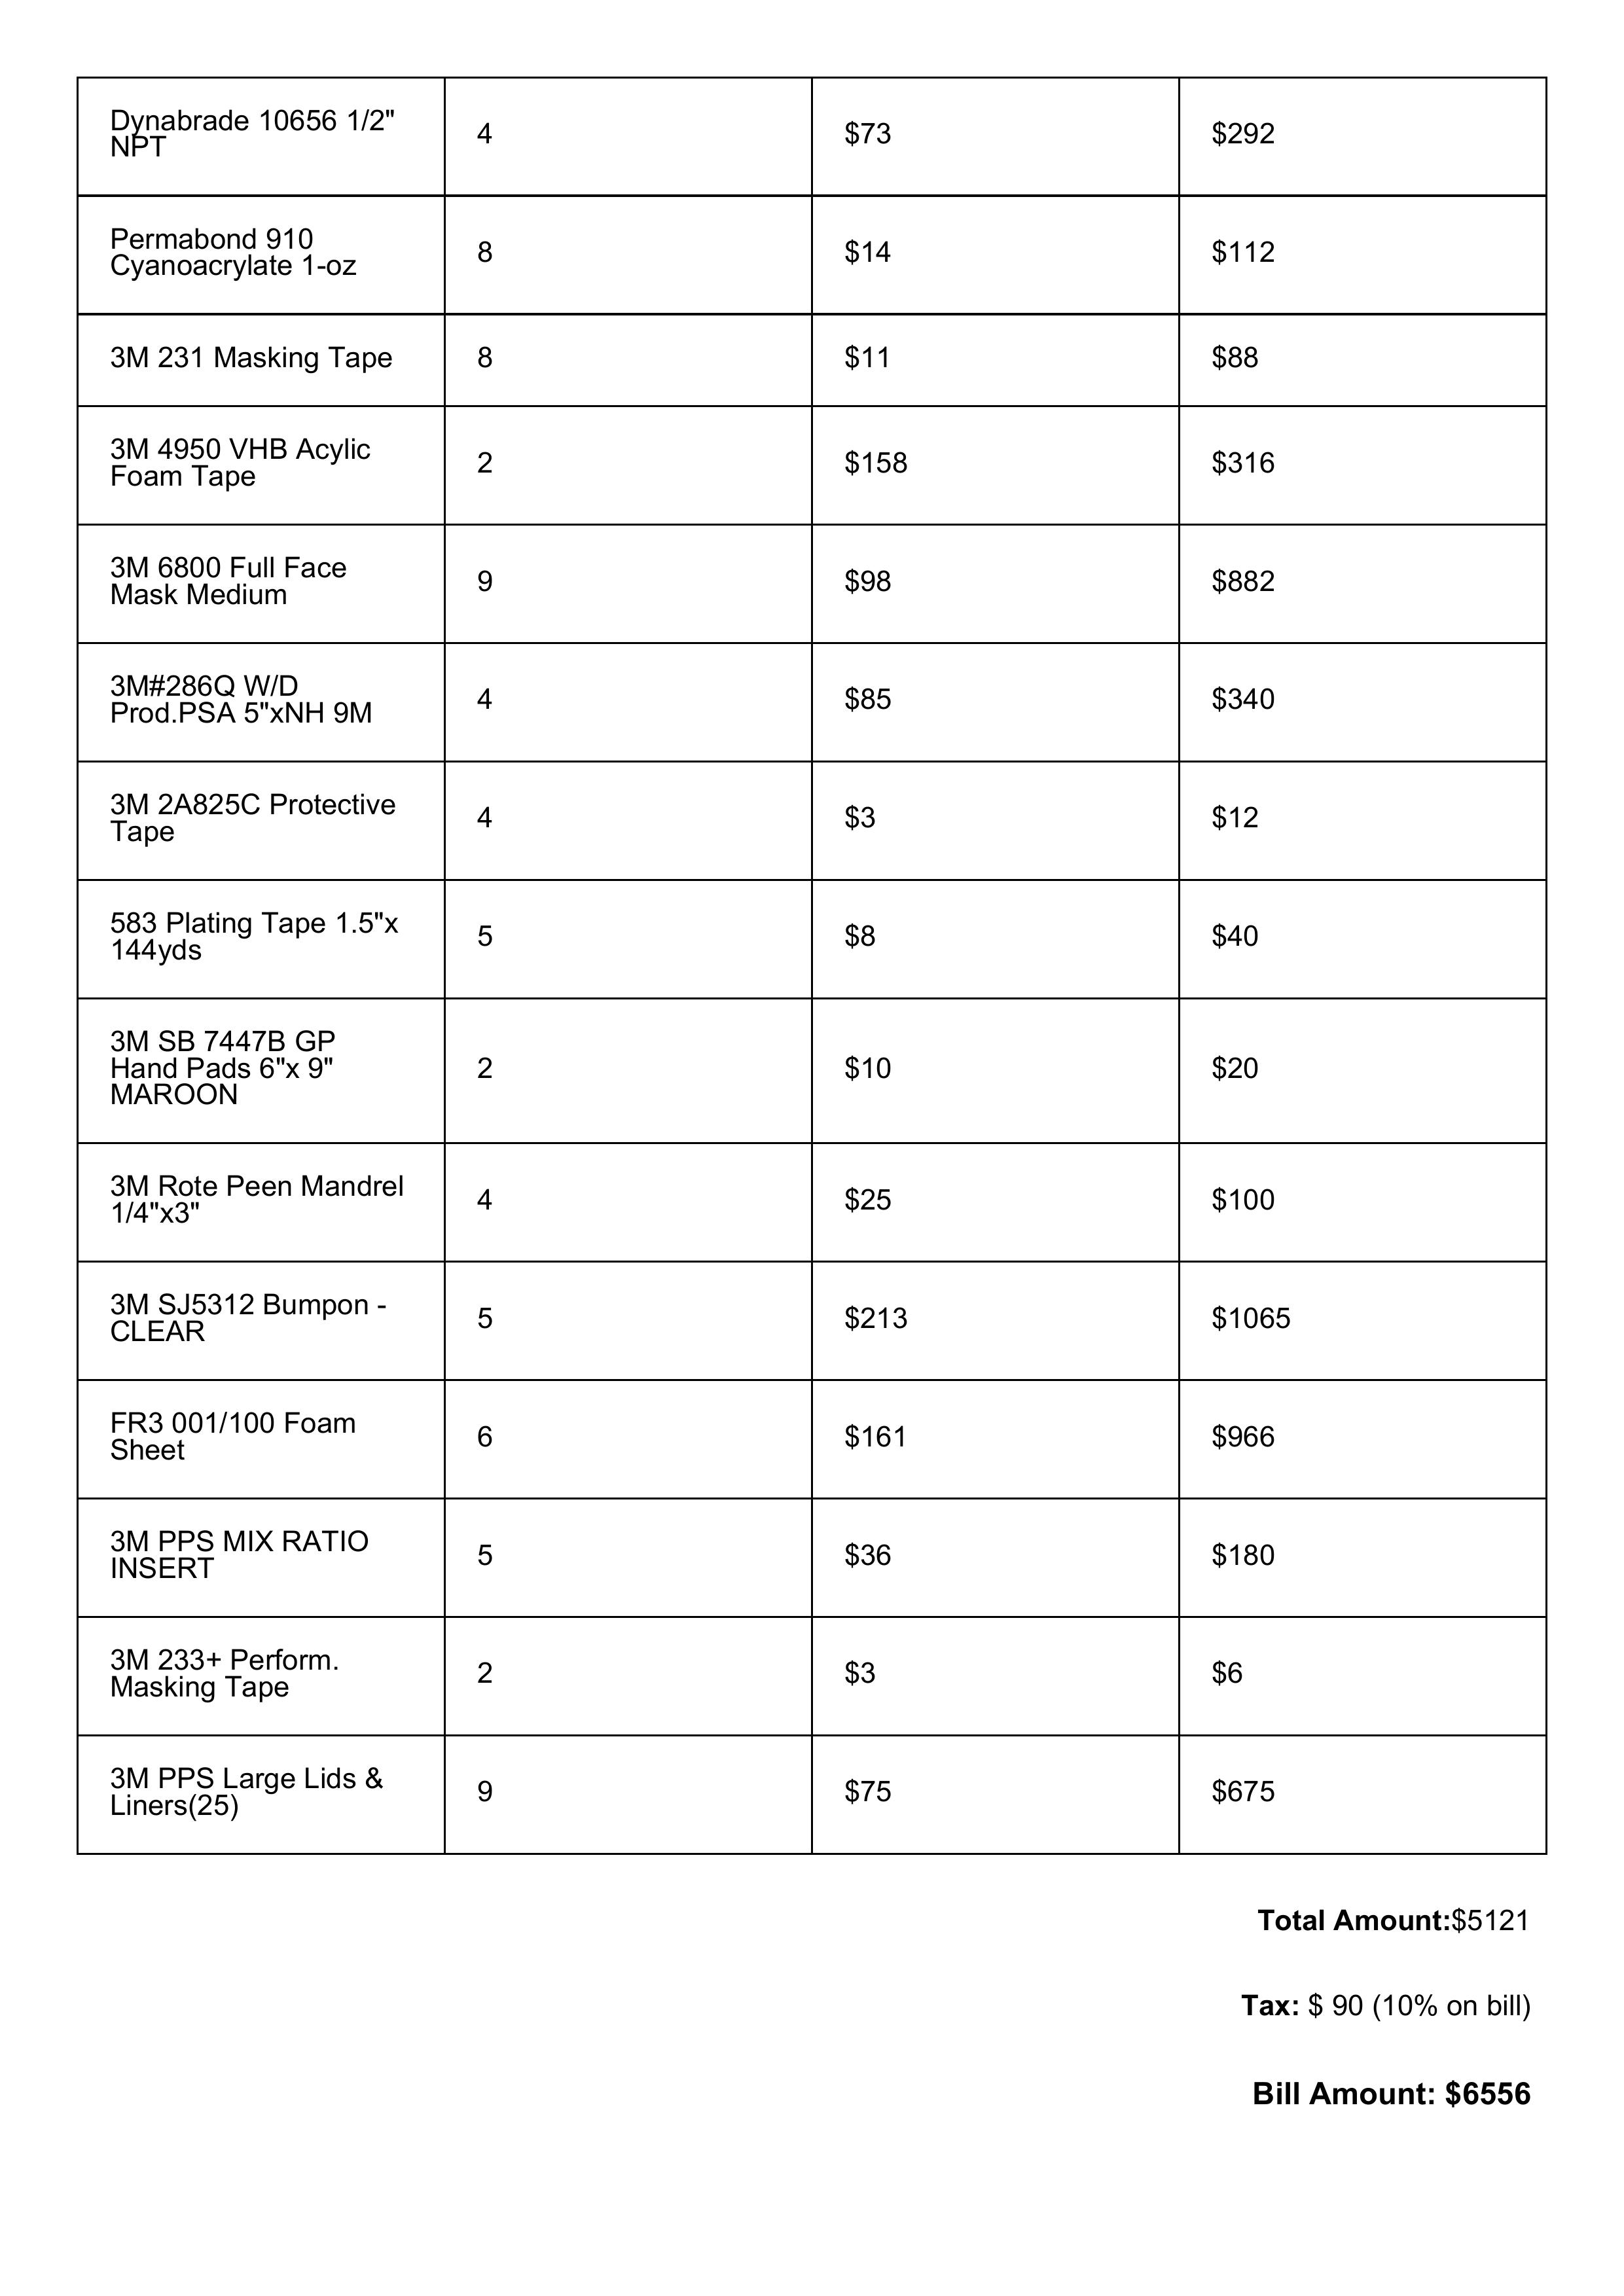 Dynabrade 10656 1/2"
NPT
4
$73
$292
Permabond 910
Cyanoacrylate 1-oz
8
$14
$112
3M 231 Masking Tape
8
$11
$88
3M 4950 VHB Acylic
Foam Tape
2
$158
$316
3M 6800 Full Face
Mask Medium
9
$98
$882
3M#286Q W/D
Prod.PSA 5"xNH 9M
4
$85
$340
3M 2A825C Protective
Tape
4
$3
$12
583 Plating Tape 1.5"x
144yds
5
$8
$40
3M SB 7447B GP
Hand Pads 6"x 9"
MAROON
2
$10
$20
3M Rote Peen Mandrel
1/4"x3"
4
$25
$100
3M SJ5312 Bumpon -
CLEAR
5
$213
$1065
FR3 001/100 Foam
Sheet
6
$161
$966
3M PPS MIX RATIO
INSERT
5
$36
$180
3M 233+ Perform.
Masking Tape
2
$3
$6
3M PPS Large Lids &
Liners(25)
9
$75
$675
Total Amount:$5121
Tax: $ 90 (10% on bill)
Bill Amount: $6556